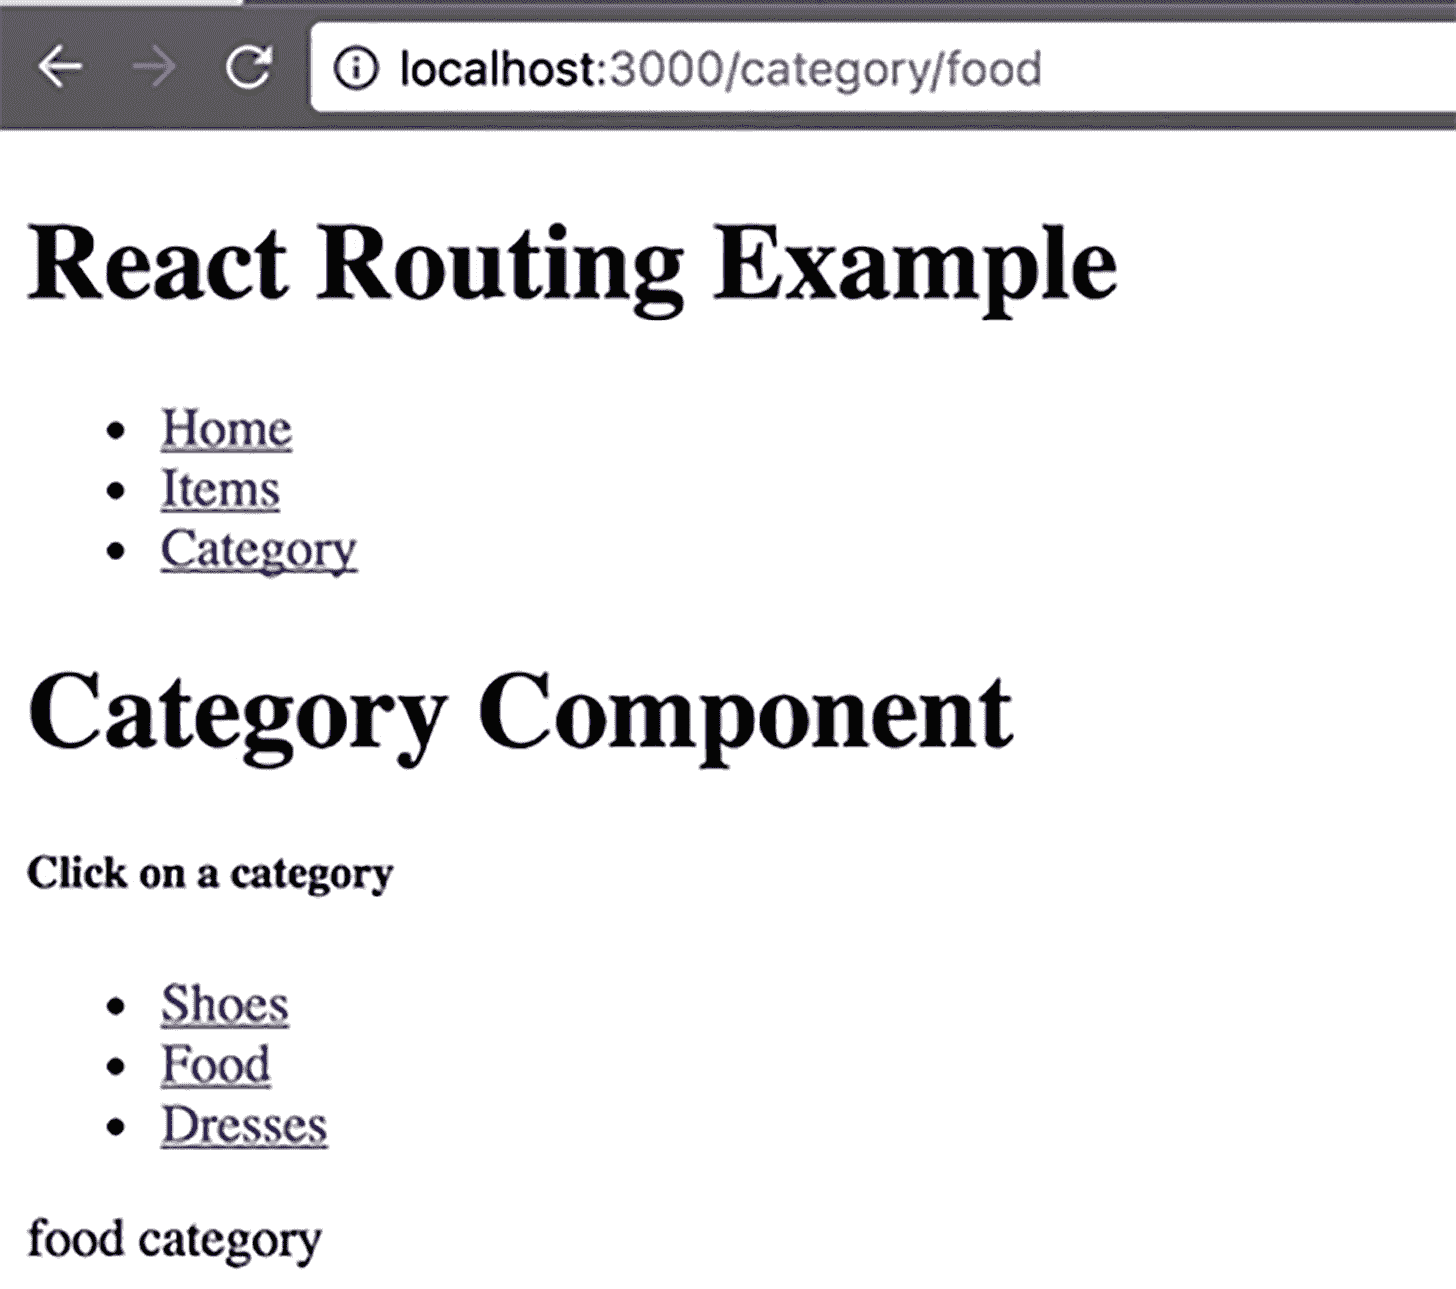 localhost:3000/category/food
React Routing Example
Home
Items
Category
Category Component
Click on a category
Shoes
Food
Dresses
food category